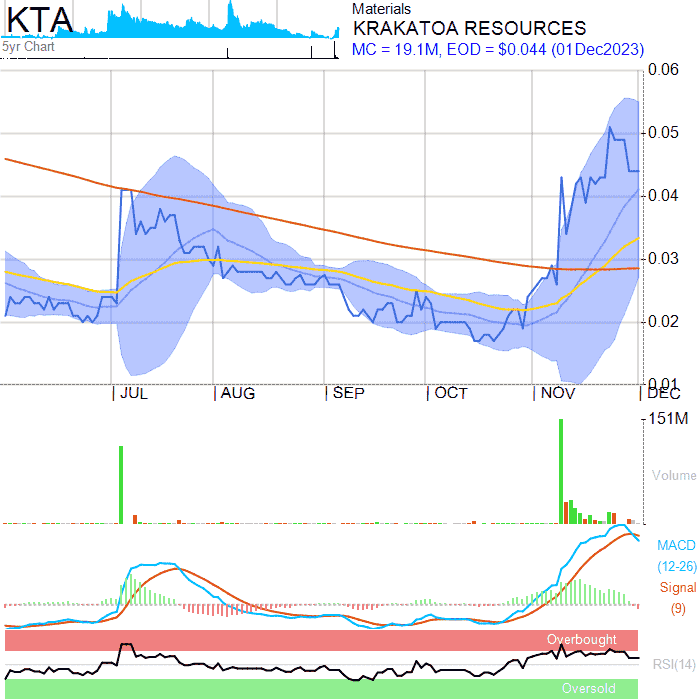 KTA
5yr Chart
Materials
KRAKATOA RESOURCES
MC = 19.1M, EOD = $0.044 (01Dec2023)
0.06
0.05
0.04
0.03
0.02
0.01
JUL AUG SEP OCT NOV DEC
151M
Volume
MACD
(12-26)
Signal
(9)
Overbought
RSI(14)
Oversold